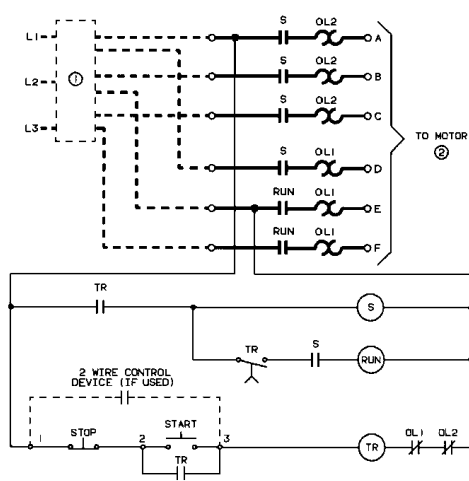 S OL2
L1 A
S OL2
L2 ① B
S OL2
L3 C
TO MOTOR
②
S OL1
D
RUN OL1
E
RUN OL1
F
TR
S
TR S RUN
2 WIRE CONTROL
DEVICE (IF USED)
1 STOP 2 START 3
TR
TR OL1 OL2